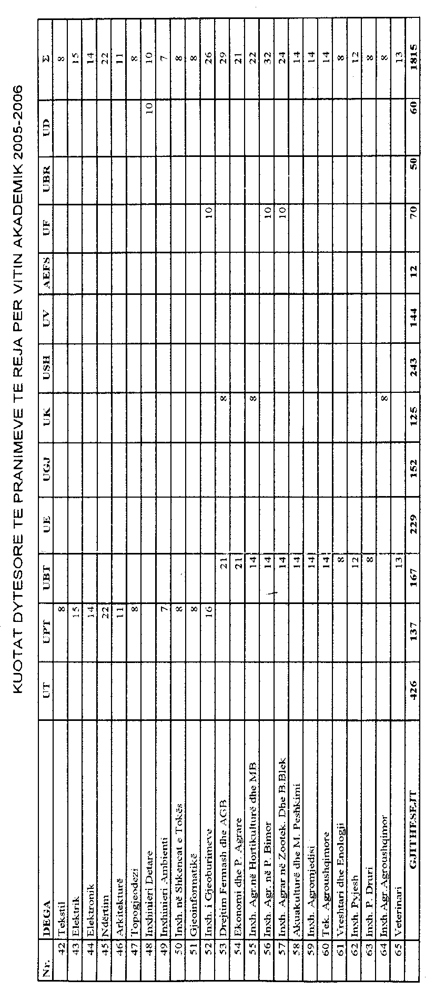 KUOTAT DYTESORE TE PRANIMEVE TE REJA PER VITIN AKADEMIK 2005-2006
Nr. DEGA UT UPT UBT UE UGJ UK USH UV AEFS UF UBR UD Σ
42 Tekstil 8 8
43 Elektrik 15 15
44 Elektronik 14 14
45 Ndërtim 22 22
46 Arkitekturë 11 11
47 Topogjeodezi 8 8
48 Inxhinieri Detare 10 10
49 Inxhinieri Ambienti 7 7
50 Inxh. në Shkencat e Tokës 8 8
51 Gjeoinformatikë 8 8
52 Inxh. i Gjeoburimeve 16 10 26
53 Drejtim Fermash dhe AGB 21 8 29
54 Ekonomi dhe P. Agrare 21 21
55 Inxh. Agr.në Hortikulturë dhe MB 14 8 22
56 Inxh. Agr. në P. Bimor 14 10 32
57 Inxh. Agrar në Zootek. Dhe B.Blek 14 10 24
58 Akuakulturë dhe M. Peshkimi 14 14
59 Inxh. Agromjedisi 14 14
60 Tek. Agroushqimore 14 14
61 Vreshtari dhe Enologji 8 8
62 Inxh. Pyjesh 12 12
63 Inxh. P. Druri 8 8
64 Inxh.Agr.Agroushqimor 8 8
65 Veterinari 13 13
GJITHESEJT 426 137 167 229 152 125 243 144 12 70 50 60 1815